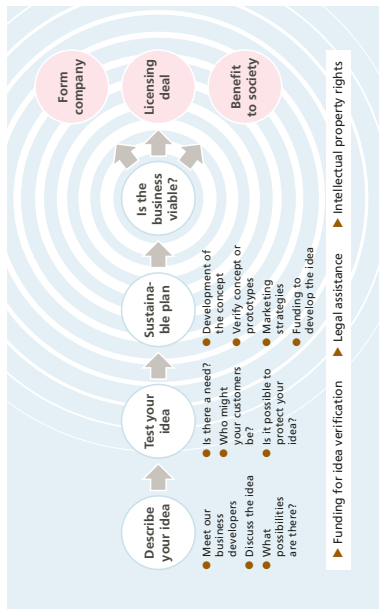 Describe
your idea
Meet our
business
developers
Discuss the idea
What
possibilities
are there?
Test your
idea
Is there a need?
Who might
your customers
be?
Is it possible to
protect your
idea?
Sustaina-
ble plan
Development of
the concept
Verify concept or
prototypes
Marketing
strategies
Funding to
develop the idea
Is the
business
viable?
Form
company
Licensing
deal
Benefit
to society
Funding for idea verification
Legal assistance
Intellectual property rights